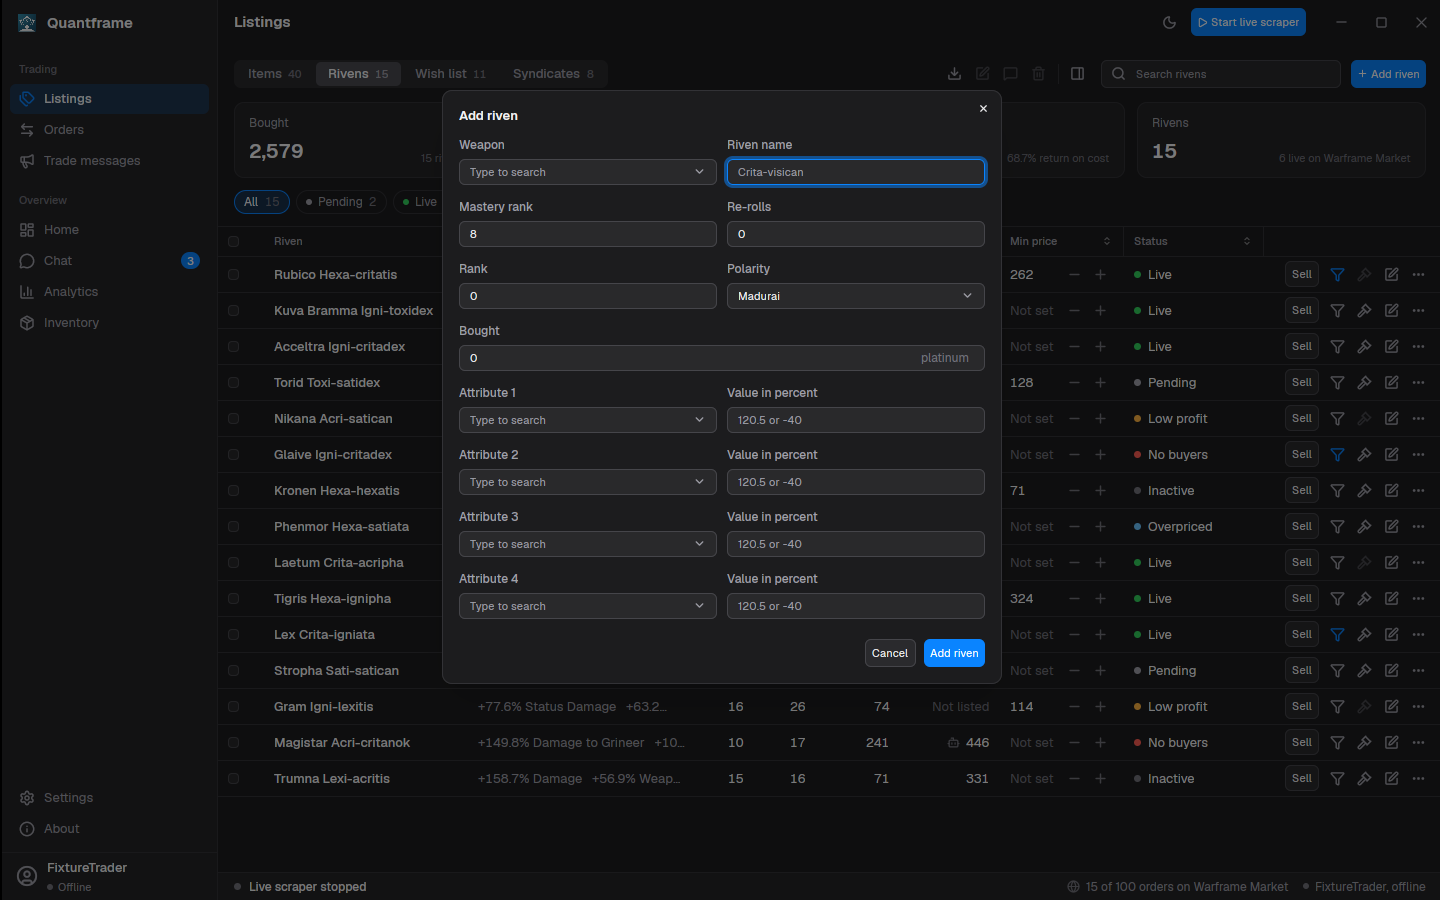 Quantframe
Listings
Start live scraper
Trading
Listings
Orders
Trade messages
Overview
Home
Chat 3
Analytics
Inventory
Settings
About
FixtureTrader
Offline
Items 40
Rivens 15
Wish list 11
Syndicates 8
Search rivens
+ Add riven
Bought
2,579
15 ri
68.7% return on cost
Rivens
15
6 live on Warframe Market
All 15
Pending 2
Live
Riven
Min price
Status
Rubico Hexa-critatis
262
Live
Sell
Kuva Bramma Igni-toxidex
Not set
Live
Sell
Acceltra Igni-critadex
Not set
Live
Sell
Torid Toxi-satidex
128
Pending
Sell
Nikana Acri-satican
Not set
Low profit
Sell
Glaive Igni-critadex
Not set
No buyers
Sell
Kronen Hexa-hexatis
71
Inactive
Sell
Phenmor Hexa-satiata
Not set
Overpriced
Sell
Laetum Crita-acripha
Not set
Live
Sell
Tigris Hexa-ignipha
324
Live
Sell
Lex Crita-igniata
Not set
Live
Sell
Stropha Sati-satican
Not set
Pending
Sell
Gram Igni-lexitis
+77.6% Status Damage +63.2...
16
26
74
Not listed
114
Low profit
Sell
Magistar Acri-critanok
+149.8% Damage to Grineer +10...
10
17
241
446
Not set
No buyers
Sell
Trumna Lexi-acritis
+158.7% Damage +56.9% Weap...
15
16
71
331
Not set
Inactive
Sell
Add riven
Weapon
Type to search
Riven name
Crita-visican
Mastery rank
8
Re-rolls
0
Rank
0
Polarity
Madurai
Bought
0
platinum
Attribute 1
Type to search
Value in percent
120.5 or -40
Attribute 2
Type to search
Value in percent
120.5 or -40
Attribute 3
Type to search
Value in percent
120.5 or -40
Attribute 4
Type to search
Value in percent
120.5 or -40
Cancel
Add riven
Live scraper stopped
15 of 100 orders on Warframe Market
FixtureTrader, offline